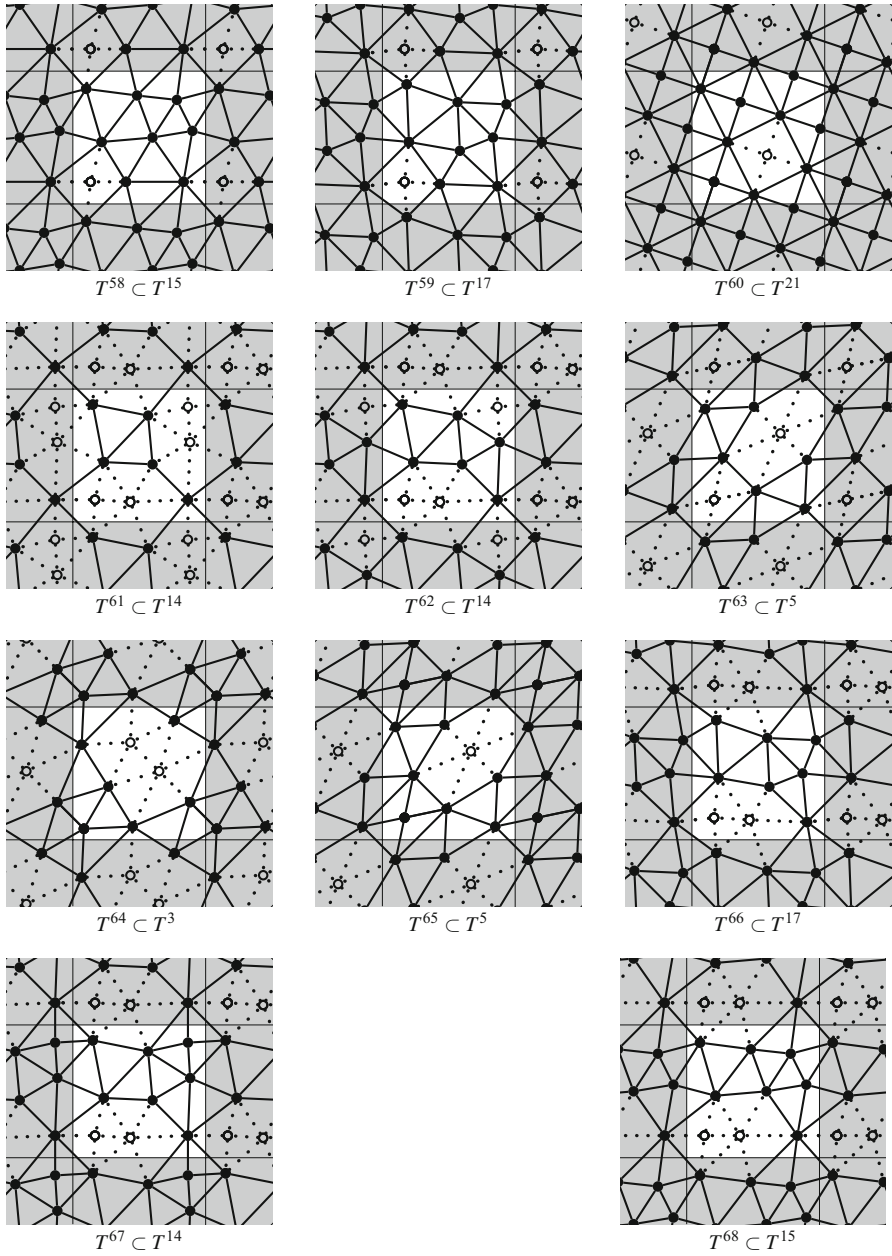 T^58 ⊂ T^15
T^59 ⊂ T^17
T^60 ⊂ T^21
T^61 ⊂ T^14
T^62 ⊂ T^14
T^63 ⊂ T^5
T^64 ⊂ T^3
T^65 ⊂ T^5
T^66 ⊂ T^17
T^67 ⊂ T^14
T^68 ⊂ T^15